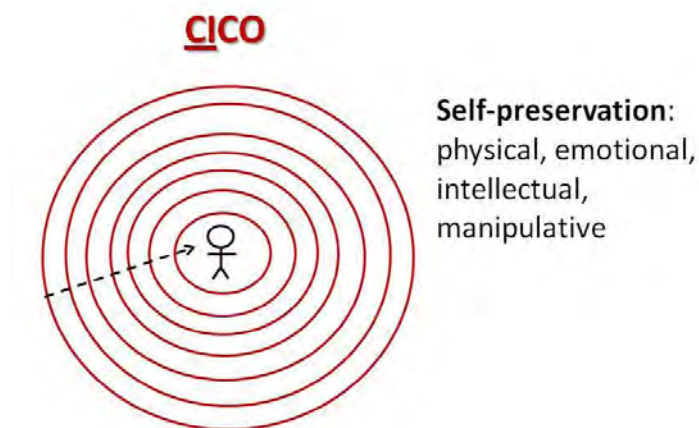 CICO
Self-preservation:
physical, emotional,
intellectual,
manipulative